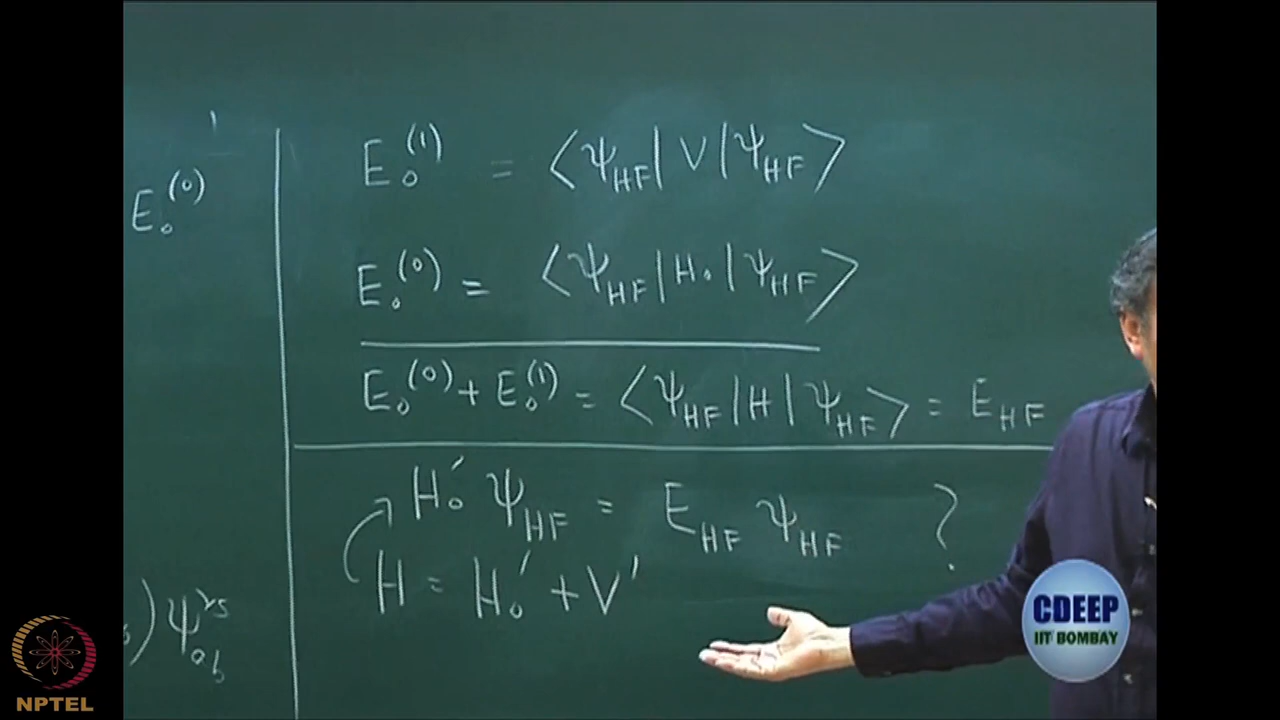 E₀⁽⁰⁾
)ψₐᵦʳˢ
E₀⁽¹⁾ = ⟨ψ_HF|V|ψ_HF⟩
E₀⁽⁰⁾ = ⟨ψ_HF|H₀|ψ_HF⟩
E₀⁽⁰⁾ + E₀⁽¹⁾ = ⟨ψ_HF|H|ψ_HF⟩ = E_HF
H₀′ ψ_HF = E_HF ψ_HF ?
H = H₀′ + V′
CDEEP
IIT BOMBAY
NPTEL